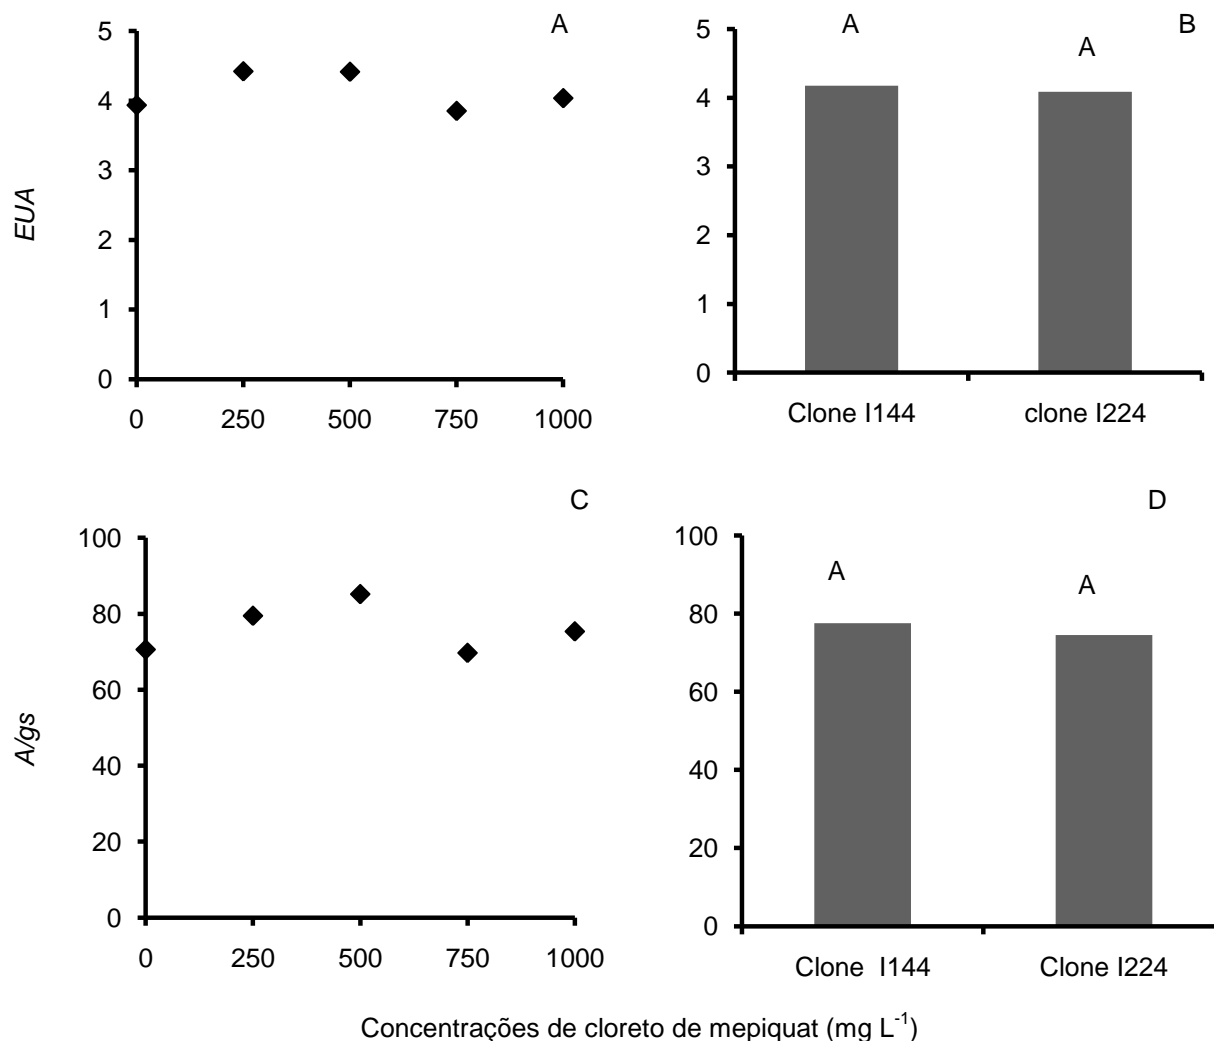 A
5
4
3
2
1
0
EUA
0 250 500 750 1000
B
5
4
3
2
1
0
A
A
Clone I144 clone I224
C
100
80
60
40
20
0
A/gs
0 250 500 750 1000
D
100
80
60
40
20
0
A
A
Clone I144 Clone I224
Concentrações de cloreto de mepiquat (mg L⁻¹)